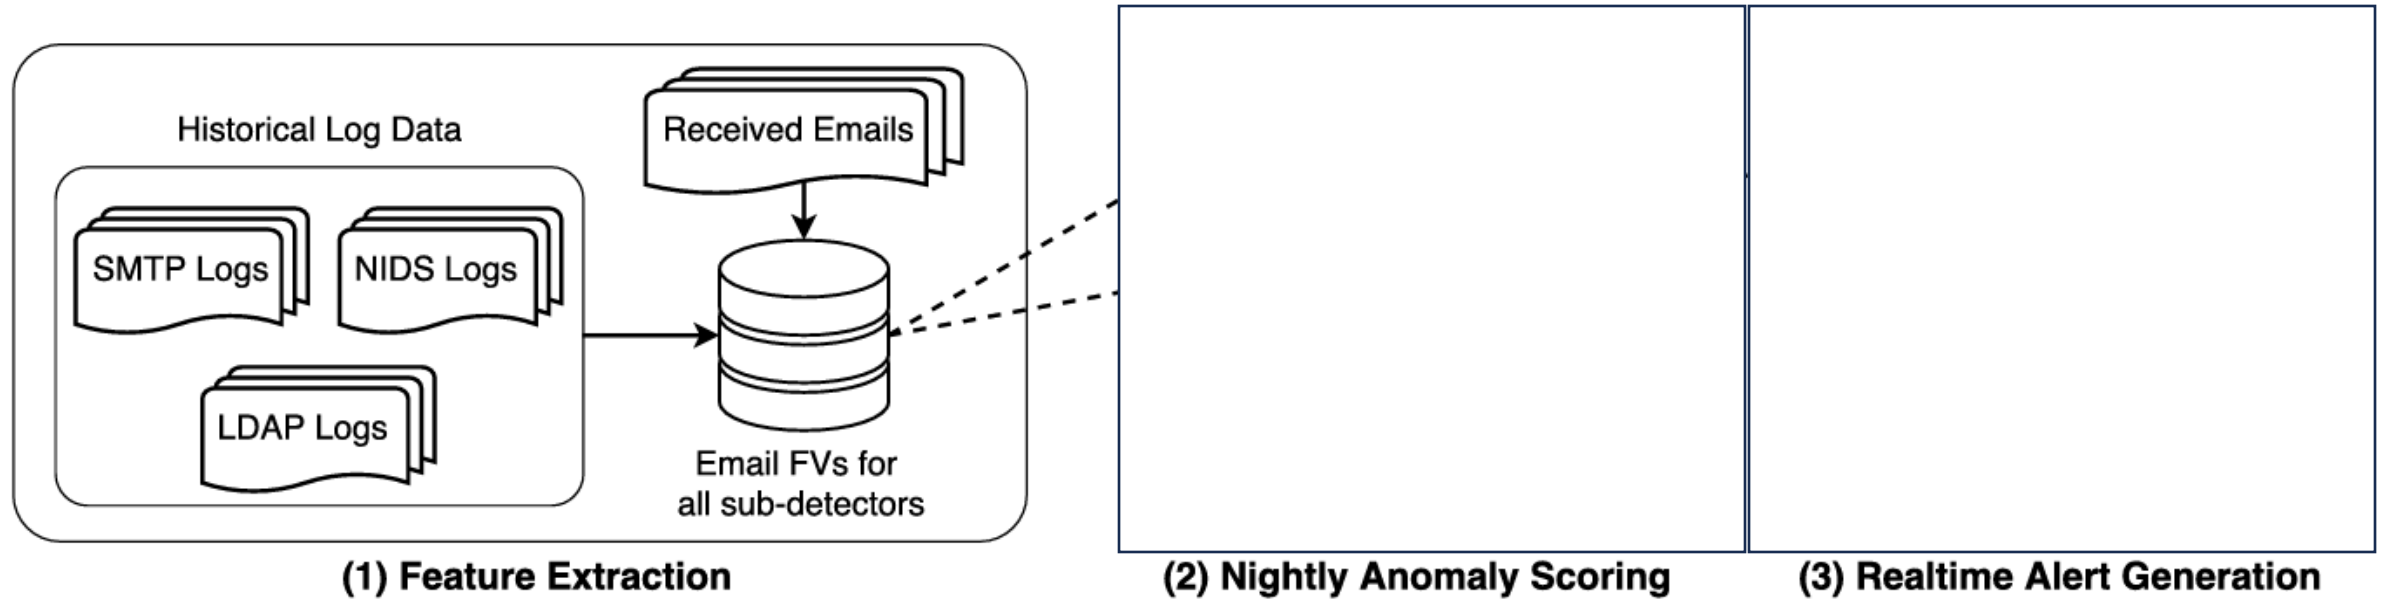 Historical Log Data
Received Emails
SMTP Logs
NIDS Logs
LDAP Logs
Email FVs for
all sub-detectors
(1) Feature Extraction
(2) Nightly Anomaly Scoring
(3) Realtime Alert Generation